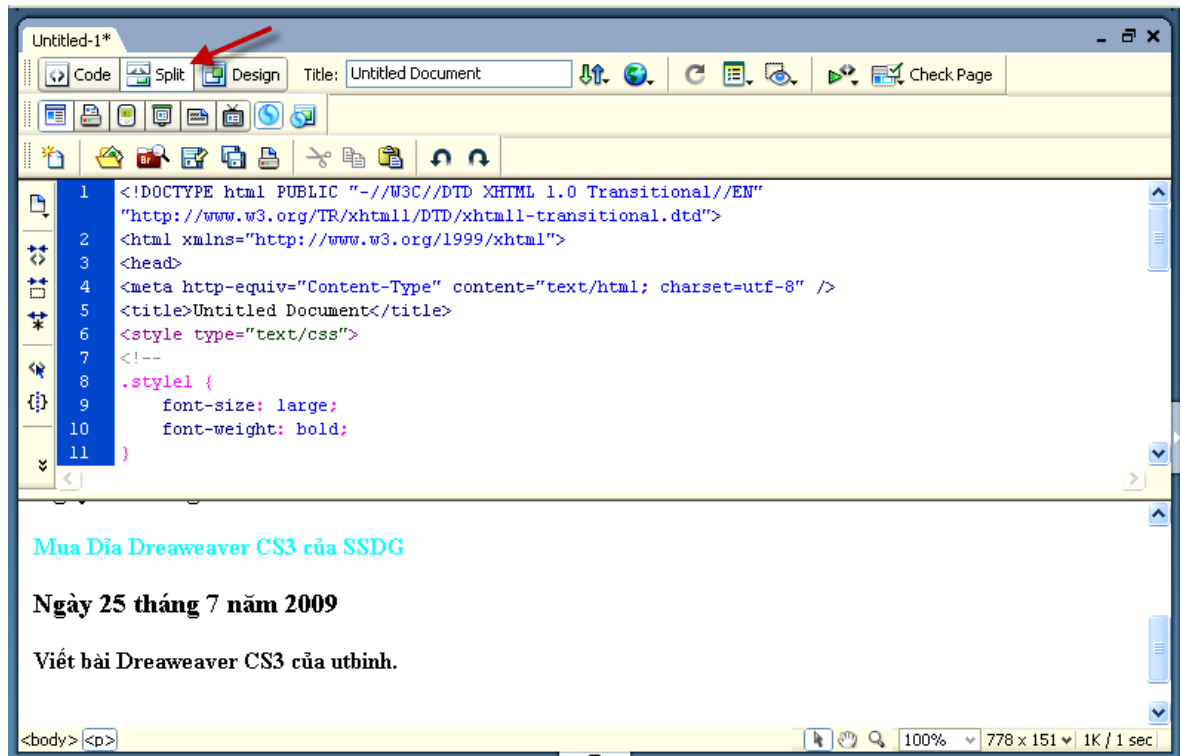 Untitled-1*
Code Split Design Title: Untitled Document Check Page
1 <!DOCTYPE html PUBLIC "-//W3C//DTD XHTML 1.0 Transitional//EN"
"http://www.w3.org/TR/xhtml1/DTD/xhtml1-transitional.dtd">
2 <html xmlns="http://www.w3.org/1999/xhtml">
3 <head>
4 <meta http-equiv="Content-Type" content="text/html; charset=utf-8" />
5 <title>Untitled Document</title>
6 <style type="text/css">
7 <!--
8 .style1 {
9 font-size: large;
10 font-weight: bold;
11 }
Mua Dĩa Dreaweaver CS3 của SSDG
Ngày 25 tháng 7 năm 2009
Viết bài Dreaweaver CS3 của utbinh.
<body> <p> 100% 778 x 151 1K / 1 sec